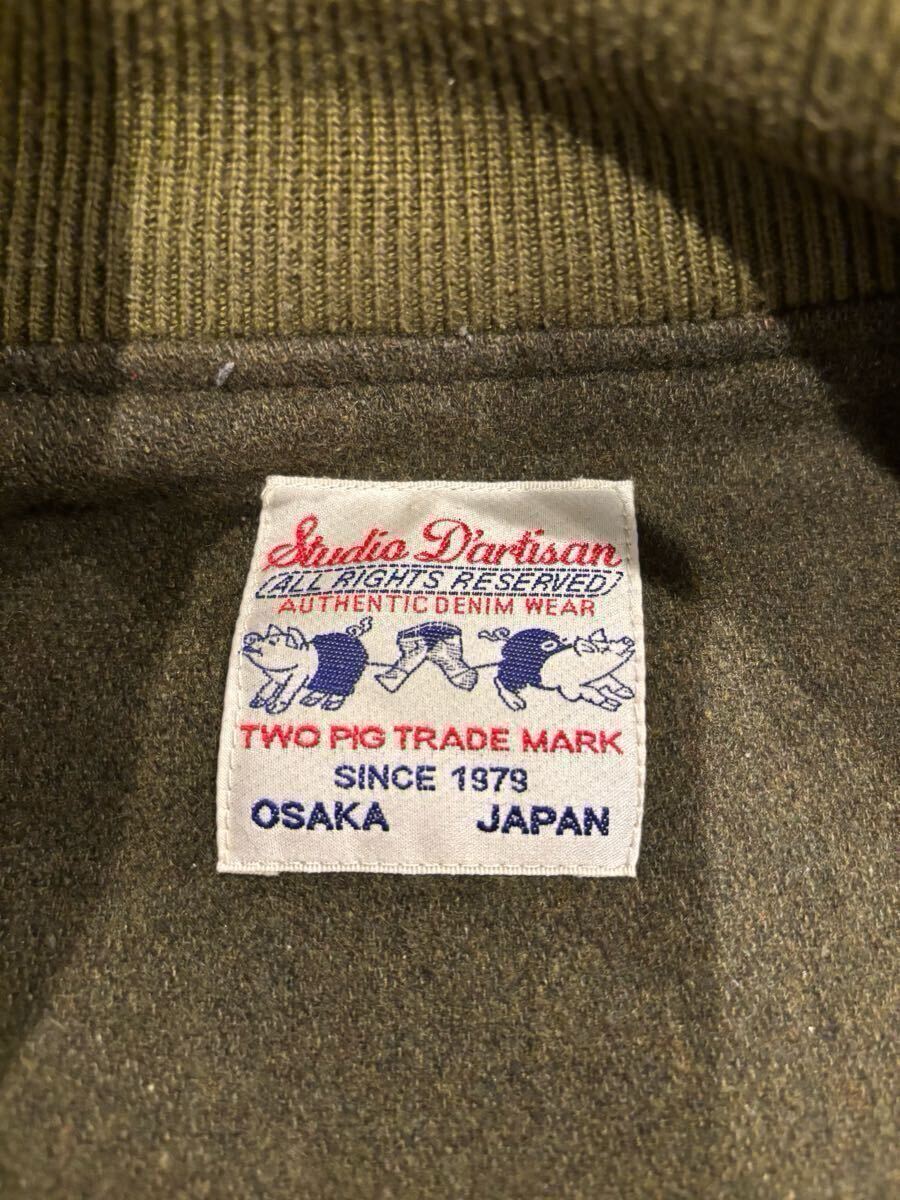 Studio D'artisan
(ALL RIGHTS RESERVED)
AUTHENTIC DENIM WEAR
TWO PIG TRADE MARK
SINCE 1979
OSAKA JAPAN